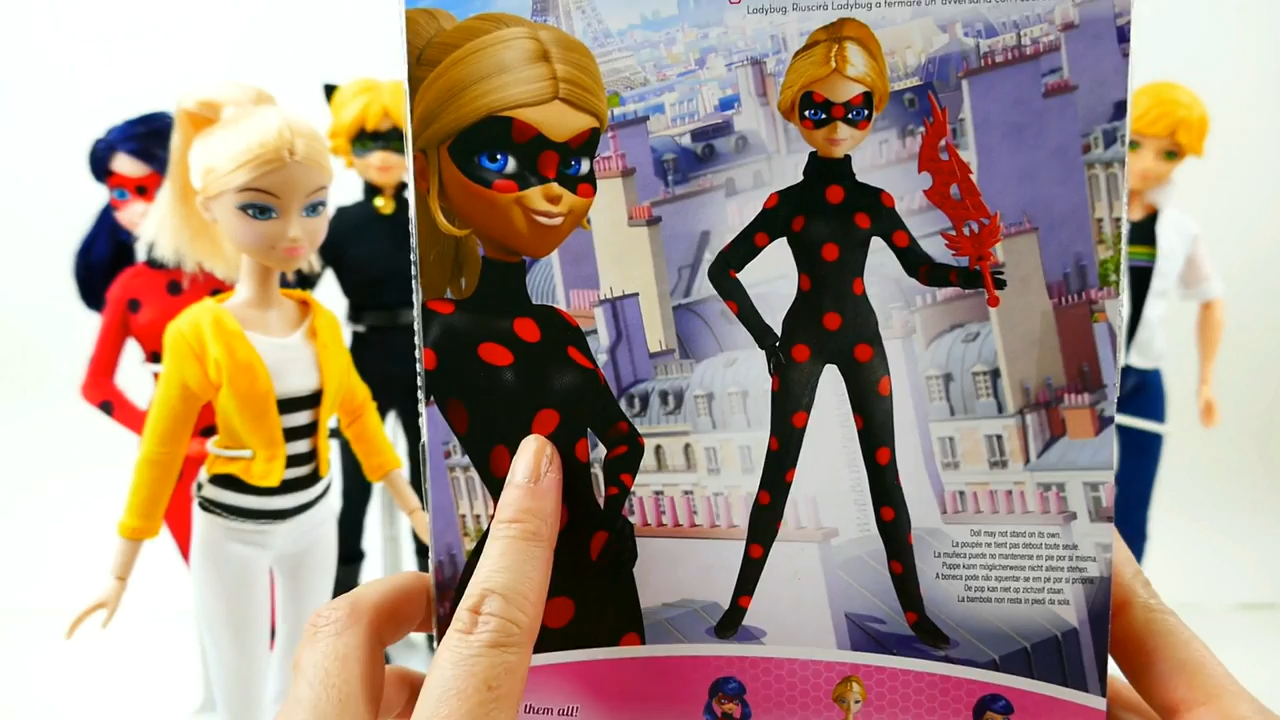 Ladybug. Riuscirà Ladybug a fermare un avversaria con
Doll may not stand on its own.
La poupée ne tient pas debout toute seule.
La muñeca puede no mantenerse en pie por si misma.
Puppe kann möglicherweise nicht alleine stehen.
A boneca pode não aguentar-se em pé por si própria.
De pop kan niet op zichzelf staan.
La bambola non resta in piedi da sola.
them all!